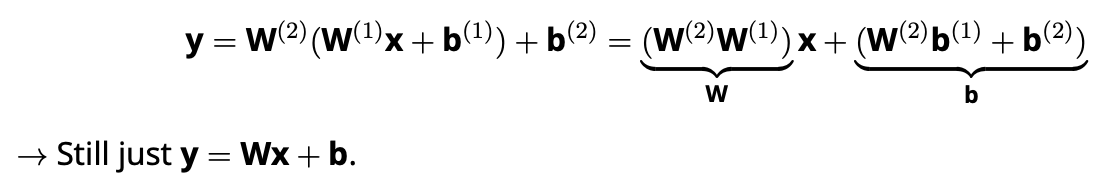 y = W⁽²⁾(W⁽¹⁾x + b⁽¹⁾) + b⁽²⁾ = (W⁽²⁾W⁽¹⁾) x + (W⁽²⁾b⁽¹⁾ + b⁽²⁾)
W b
→ Still just y = Wx + b.